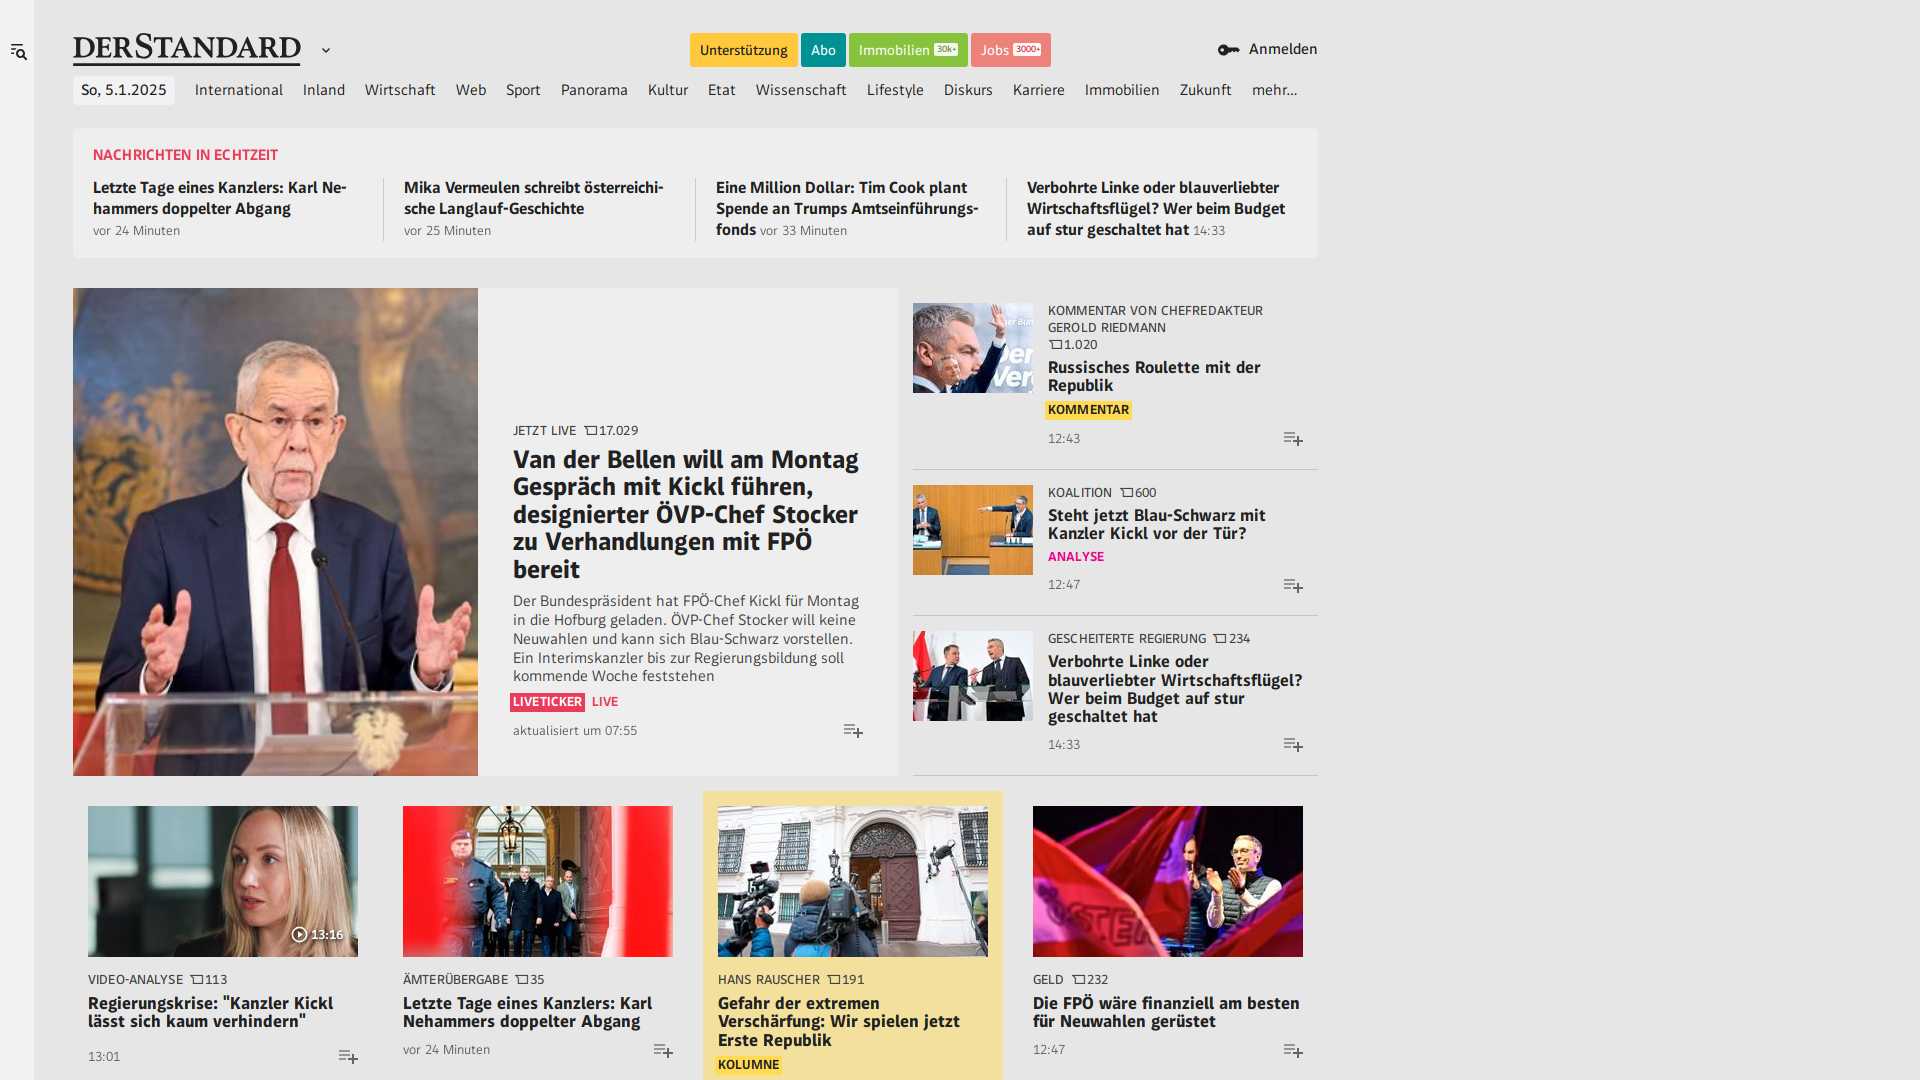 DERSTANDARD
Unterstützung
Abo
Immobilien 30k+
Jobs 3000+
Anmelden
So, 5.1.2025
International
Inland
Wirtschaft
Web
Sport
Panorama
Kultur
Etat
Wissenschaft
Lifestyle
Diskurs
Karriere
Immobilien
Zukunft
mehr...
NACHRICHTEN IN ECHTZEIT
Letzte Tage eines Kanzlers: Karl Ne-
hammers doppelter Abgang
vor 24 Minuten
Mika Vermeulen schreibt österreichi-
sche Langlauf-Geschichte
vor 25 Minuten
Eine Million Dollar: Tim Cook plant
Spende an Trumps Amtseinführungs-
fonds vor 33 Minuten
Verbohrte Linke oder blauverliebter
Wirtschaftsflügel? Wer beim Budget
auf stur geschaltet hat 14:33
JETZT LIVE 17.029
Van der Bellen will am Montag
Gespräch mit Kickl führen,
designierter ÖVP-Chef Stocker
zu Verhandlungen mit FPÖ
bereit
Der Bundespräsident hat FPÖ-Chef Kickl für Montag
in die Hofburg geladen. ÖVP-Chef Stocker will keine
Neuwahlen und kann sich Blau-Schwarz vorstellen.
Ein Interimskanzler bis zur Regierungsbildung soll
kommende Woche feststehen
LIVETICKER LIVE
aktualisiert um 07:55
KOMMENTAR VON CHEFREDAKTEUR
GEROLD RIEDMANN
1.020
Russisches Roulette mit der
Republik
KOMMENTAR
12:43
KOALITION 600
Steht jetzt Blau-Schwarz mit
Kanzler Kickl vor der Tür?
ANALYSE
12:47
GESCHEITERTE REGIERUNG 234
Verbohrte Linke oder
blauverliebter Wirtschaftsflügel?
Wer beim Budget auf stur
geschaltet hat
14:33
13:16
VIDEO-ANALYSE 113
Regierungskrise: "Kanzler Kickl
lässt sich kaum verhindern"
13:01
ÄMTERÜBERGABE 35
Letzte Tage eines Kanzlers: Karl
Nehammers doppelter Abgang
vor 24 Minuten
HANS RAUSCHER 191
Gefahr der extremen
Verschärfung: Wir spielen jetzt
Erste Republik
KOLUMNE
GELD 232
Die FPÖ wäre finanziell am besten
für Neuwahlen gerüstet
12:47